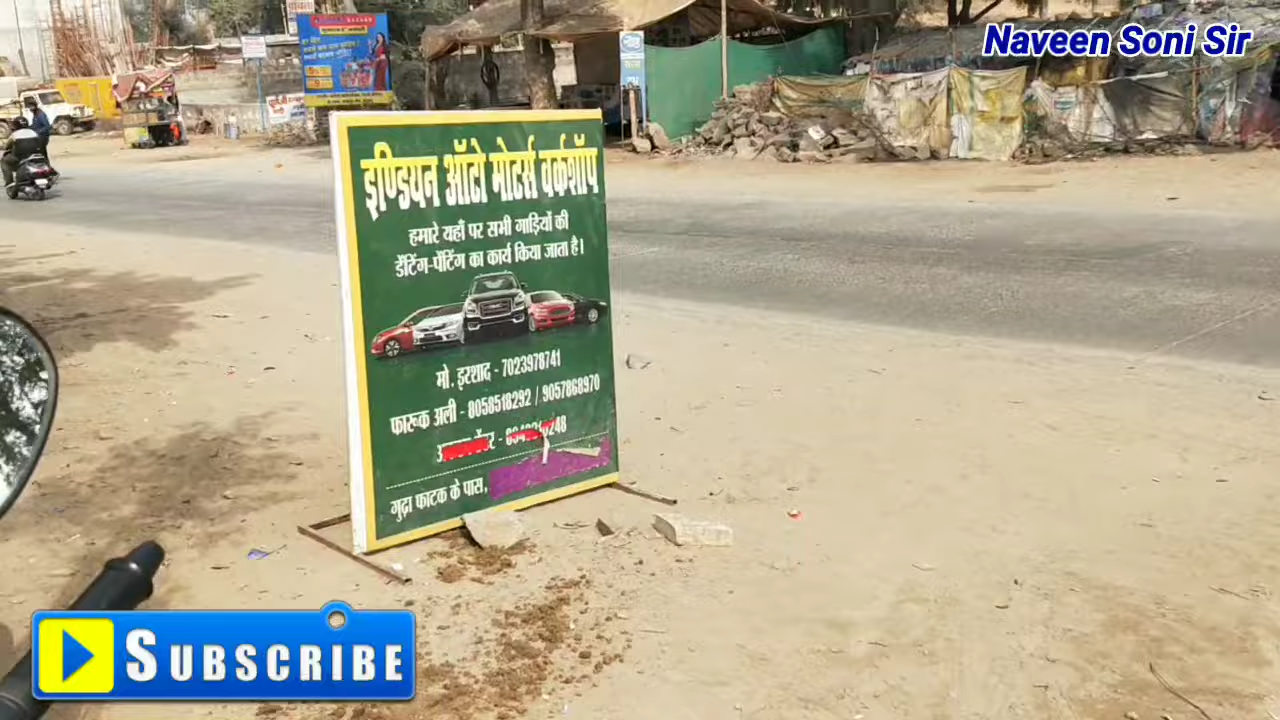 Naveen Soni Sir
इण्डियन ऑटो मोटर्स वर्कशॉप
हमारे यहाँ पर सभी गाड़ियों की
डेंटिंग-पेंटिंग का कार्य किया जाता है।
मो. इरशाद - 7023978741
फारूक अली - 8058518292 / 9057868970
गुढ़ा फाटक के पास,
SUBSCRIBE